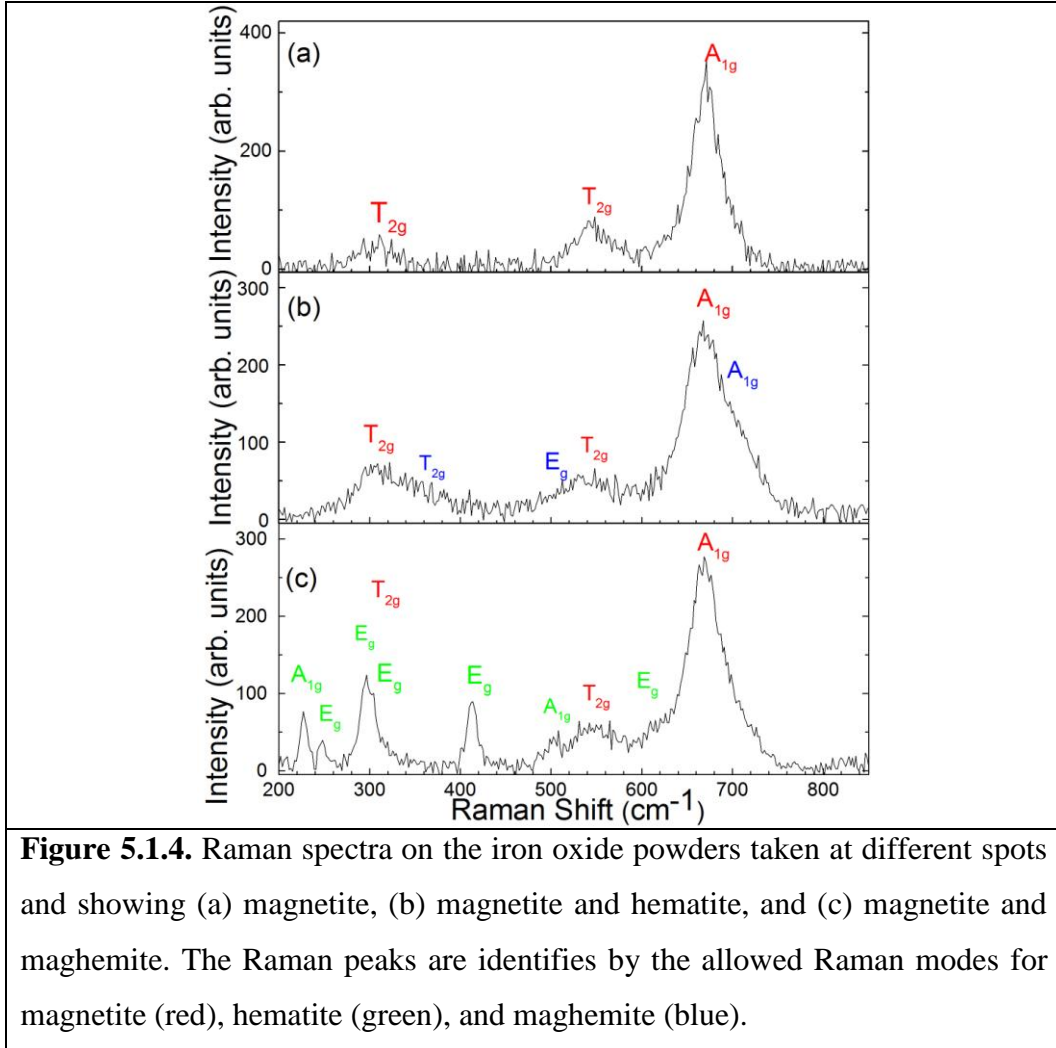 (a)
A1g
T2g
T2g
Intensity (arb. units)
400
200
0
(b)
A1g
A1g
T2g
T2g
Eg
T2g
Intensity (arb. units)
300
200
100
0
(c)
A1g
T2g
Eg
A1g
Eg
Eg
Eg
A1g
T2g
Eg
Intensity (arb. units)
300
200
100
0
200 300 400 500 600 700 800
Raman Shift (cm-1)
Figure 5.1.4. Raman spectra on the iron oxide powders taken at different spots
and showing (a) magnetite, (b) magnetite and hematite, and (c) magnetite and
maghemite. The Raman peaks are identifies by the allowed Raman modes for
magnetite (red), hematite (green), and maghemite (blue).